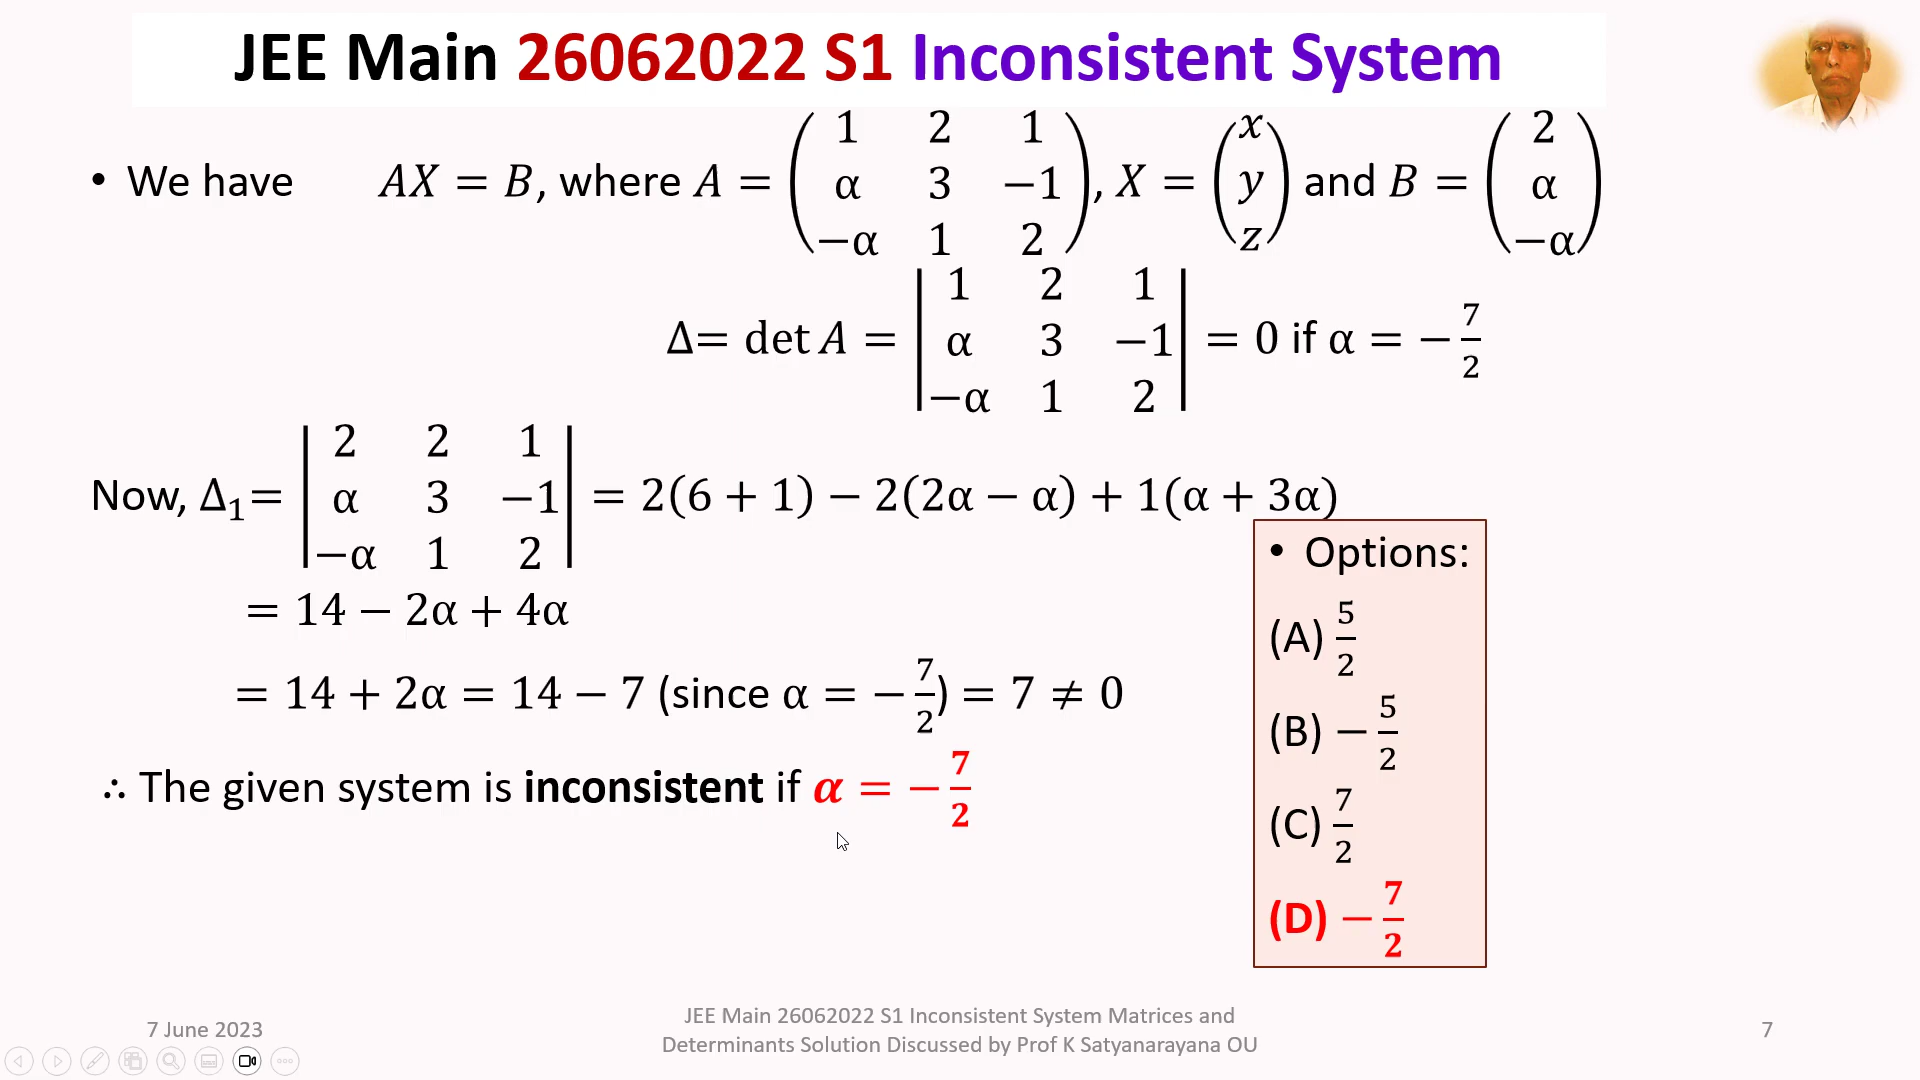 JEE Main 26062022 S1 Inconsistent System
• We have AX = B, where A = ( 1 2 1 ; α 3 −1 ; −α 1 2 ), X = ( x ; y ; z ) and B = ( 2 ; α ; −α )
Δ= det A = | 1 2 1 ; α 3 −1 ; −α 1 2 | = 0 if α = − 7/2
Now, Δ₁= | 2 2 1 ; α 3 −1 ; −α 1 2 | = 2(6 + 1) − 2(2α − α) + 1(α + 3α)
= 14 − 2α + 4α
= 14 + 2α = 14 − 7 (since α = − 7/2) = 7 ≠ 0
∴ The given system is inconsistent if α = − 7/2
• Options:
(A) 5/2
(B) − 5/2
(C) 7/2
(D) − 7/2
7 June 2023
JEE Main 26062022 S1 Inconsistent System Matrices and
Determinants Solution Discussed by Prof K Satyanarayana OU
7